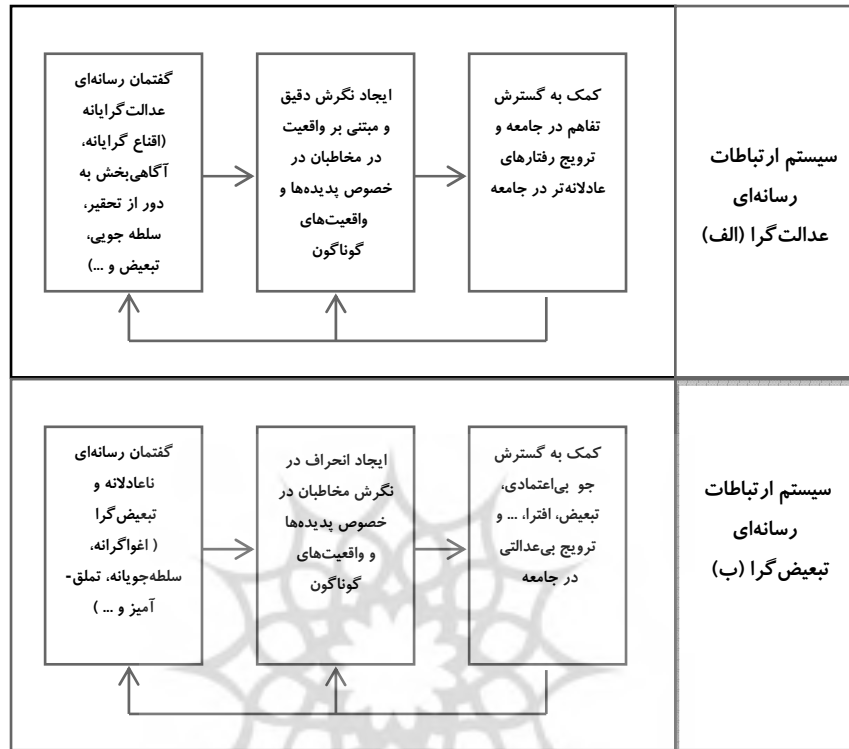 سیستم ارتباطات
رسانه‌ای
عدالت‌گرا (الف)
گفتمان رسانه‌ای
عدالت‌گرایانه
(اقناع گرایانه،
آگاهی‌بخش به
دور از تحقیر،
سلطه جویی،
تبعیض و ...)
ایجاد نگرش دقیق
و مبتنی بر واقعیت
در مخاطبان در
خصوص پدیده‌ها و
واقعیت‌های
گوناگون
کمک به گسترش
تفاهم در جامعه و
ترویج رفتارهای
عادلانه‌تر در جامعه
سیستم ارتباطات
رسانه‌ای
تبعیض‌گرا (ب)
گفتمان رسانه‌ای
ناعادلانه و
تبعیض‌گرا
( اغواگرانه،
سلطه‌جویانه، تملق-
آمیز و ... )
ایجاد انحراف در
نگرش مخاطبان در
خصوص پدیده‌ها
و واقعیت‌های
گوناگون
کمک به گسترش
جو بی‌اعتمادی،
تبعیض، افترا، ... و
ترویج بی‌عدالتی
در جامعه